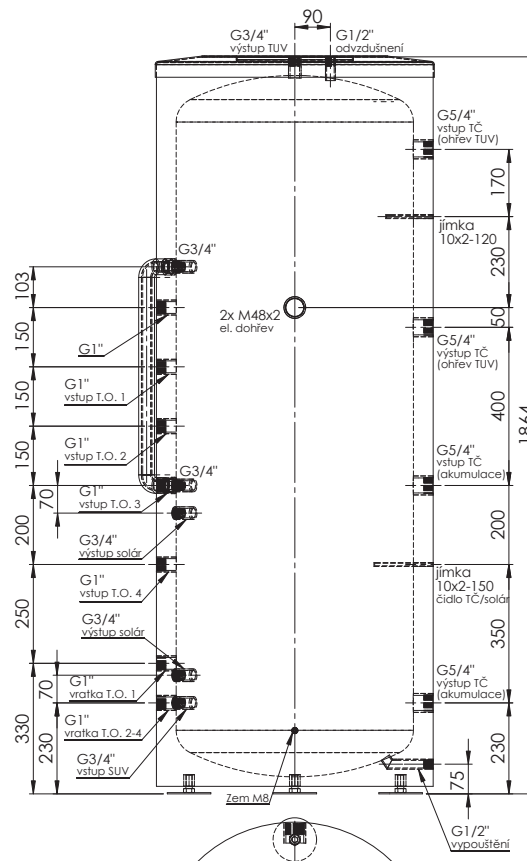 90
G3/4"
výstup TUV
G1/2"
odvzdušnění
G5/4"
vstup TČ
(ohřev TUV)
170
jímka
10x2-120
230
G3/4"
103
2x M48x2
el. dohřev
50
G1"
150
G5/4"
výstup TČ
(ohřev TUV)
G1"
vstup T.O. 1
150
400
1864
G1"
vstup T.O. 2
150
G3/4"
G5/4"
vstup TČ
(akumulace)
G1"
vstup T.O. 3
70
G3/4"
výstup solár
200
200
jímka
10x2-150
čidlo TČ/solár
G1"
vstup T.O. 4
250
G3/4"
výstup solár
350
G1"
vratka T.O. 1
70
G5/4"
výstup TČ
(akumulace)
G1"
vratka T.O. 2-4
330
230
G3/4"
vstup SUV
230
75
Zem M8
G1/2"
vypouštění